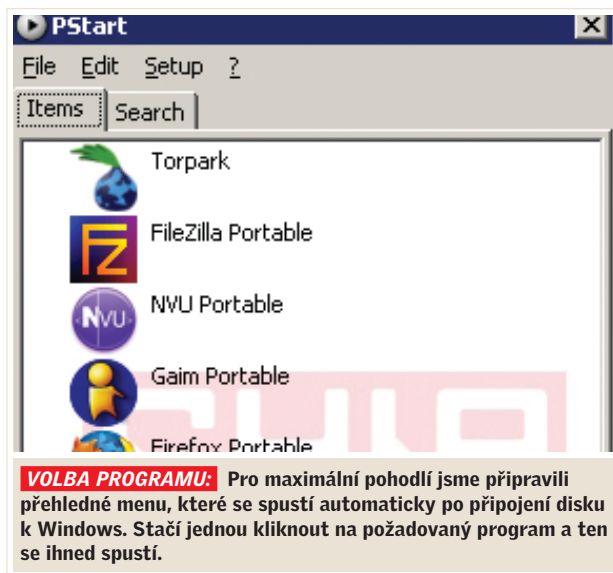 PStart
File Edit Setup ?
Items Search
Torpark
FileZilla Portable
NVU Portable
Gaim Portable
Firefox Portable
VOLBA PROGRAMU: Pro maximální pohodlí jsme připravili
přehledné menu, které se spustí automaticky po připojení disku
k Windows. Stačí jednou kliknout na požadovaný program a ten
se ihned spustí.